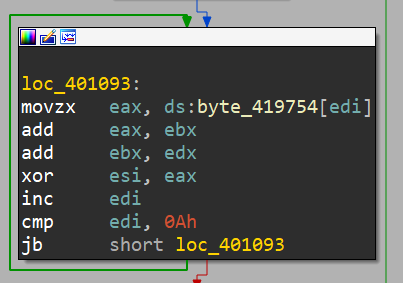 loc_401093:
movzx eax, ds:byte_419754[edi]
add eax, ebx
add ebx, edx
xor esi, eax
inc edi
cmp edi, 0Ah
jb short loc_401093